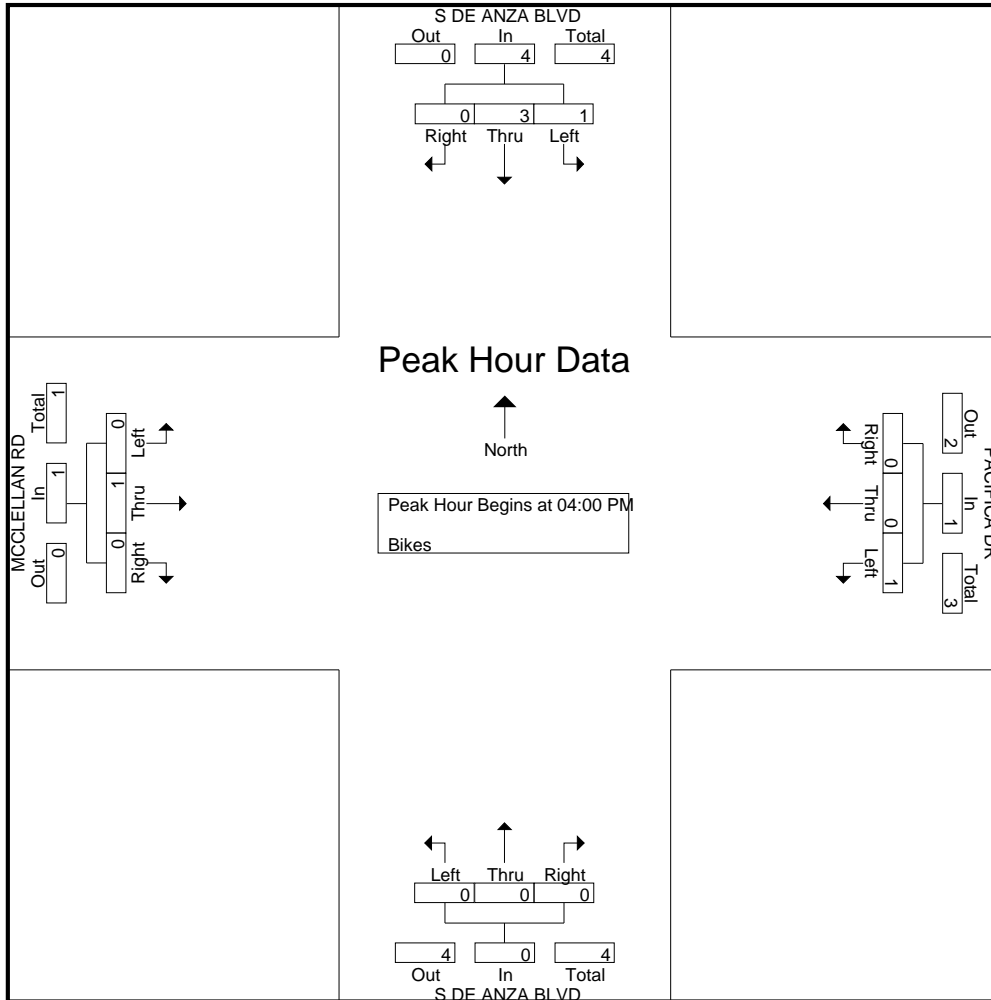 S DE ANZA BLVD
Out In Total
0 4 4
0 3 1
Right Thru Left
Peak Hour Data
North
Peak Hour Begins at 04:00 PM
Bikes
MCCLELLAN RD
Total In Out
1 1 0
0 1 0
Left Thru Right
PACIFICA DR
Out In Total
2 1 3
0 0 1
Right Thru Left
Left Thru Right
0 0 0
4 0 4
Out In Total
S DE ANZA BLVD